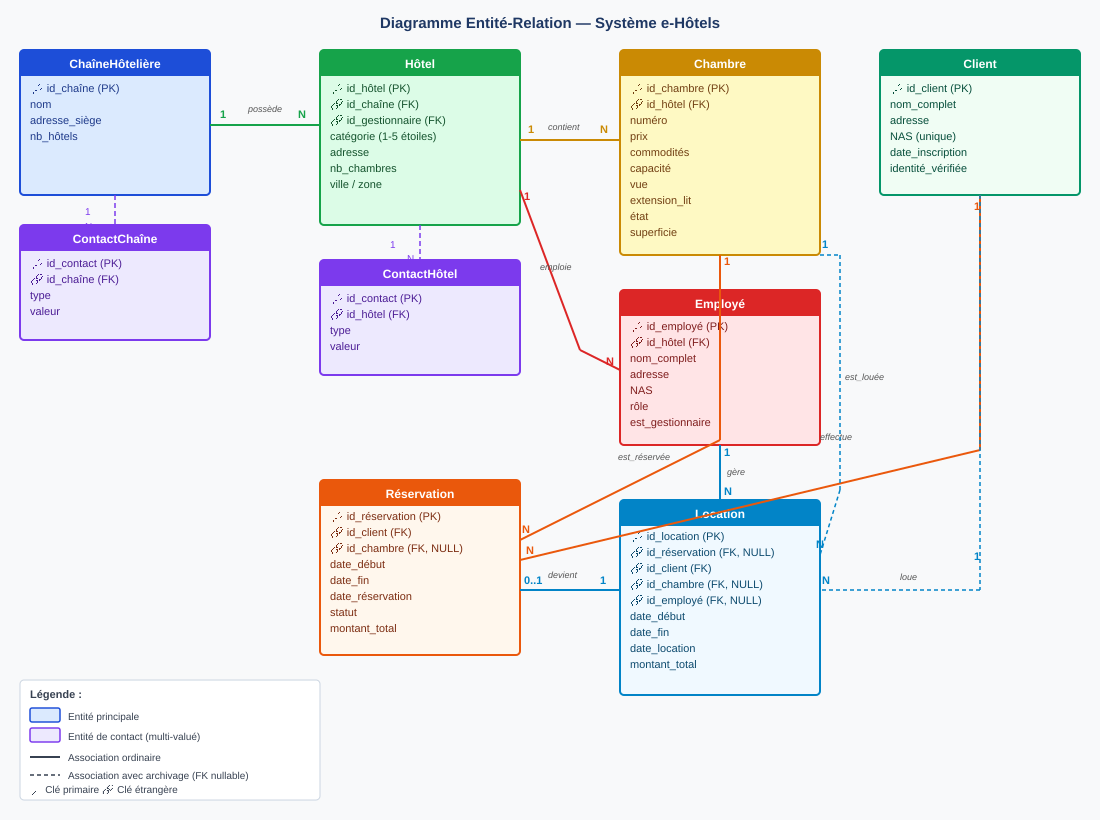 Diagramme Entité-Relation — Système e-Hôtels
ChaîneHôtelière
id_chaîne (PK)
nom
adresse_siège
nb_hôtels
1
possède
N
Hôtel
id_hôtel (PK)
id_chaîne (FK)
id_gestionnaire (FK)
catégorie (1-5 étoiles)
adresse
nb_chambres
ville / zone
1
contient
N
Chambre
id_chambre (PK)
id_hôtel (FK)
numéro
prix
commodités
capacité
vue
extension_lit
état
superficie
Client
id_client (PK)
nom_complet
adresse
NAS (unique)
date_inscription
identité_vérifiée
1
ContactChaîne
id_contact (PK)
id_chaîne (FK)
type
valeur
1
N
ContactHôtel
id_contact (PK)
id_hôtel (FK)
type
valeur
1
emploie
N
1
1
1
Employé
id_employé (PK)
id_hôtel (FK)
nom_complet
adresse
NAS
rôle
est_gestionnaire
est_louée
effectue
est_réservée
1
gère
N
Réservation
id_réservation (PK)
id_client (FK)
id_chambre (FK, NULL)
date_début
date_fin
date_réservation
statut
montant_total
N
N
0..1
devient
1
Location
id_location (PK)
id_réservation (FK, NULL)
id_client (FK)
id_chambre (FK, NULL)
id_employé (FK, NULL)
date_début
date_fin
date_location
montant_total
N
N
loue
1
Légende :
Entité principale
Entité de contact (multi-valué)
Association ordinaire
Association avec archivage (FK nullable)
Clé primaire Clé étrangère